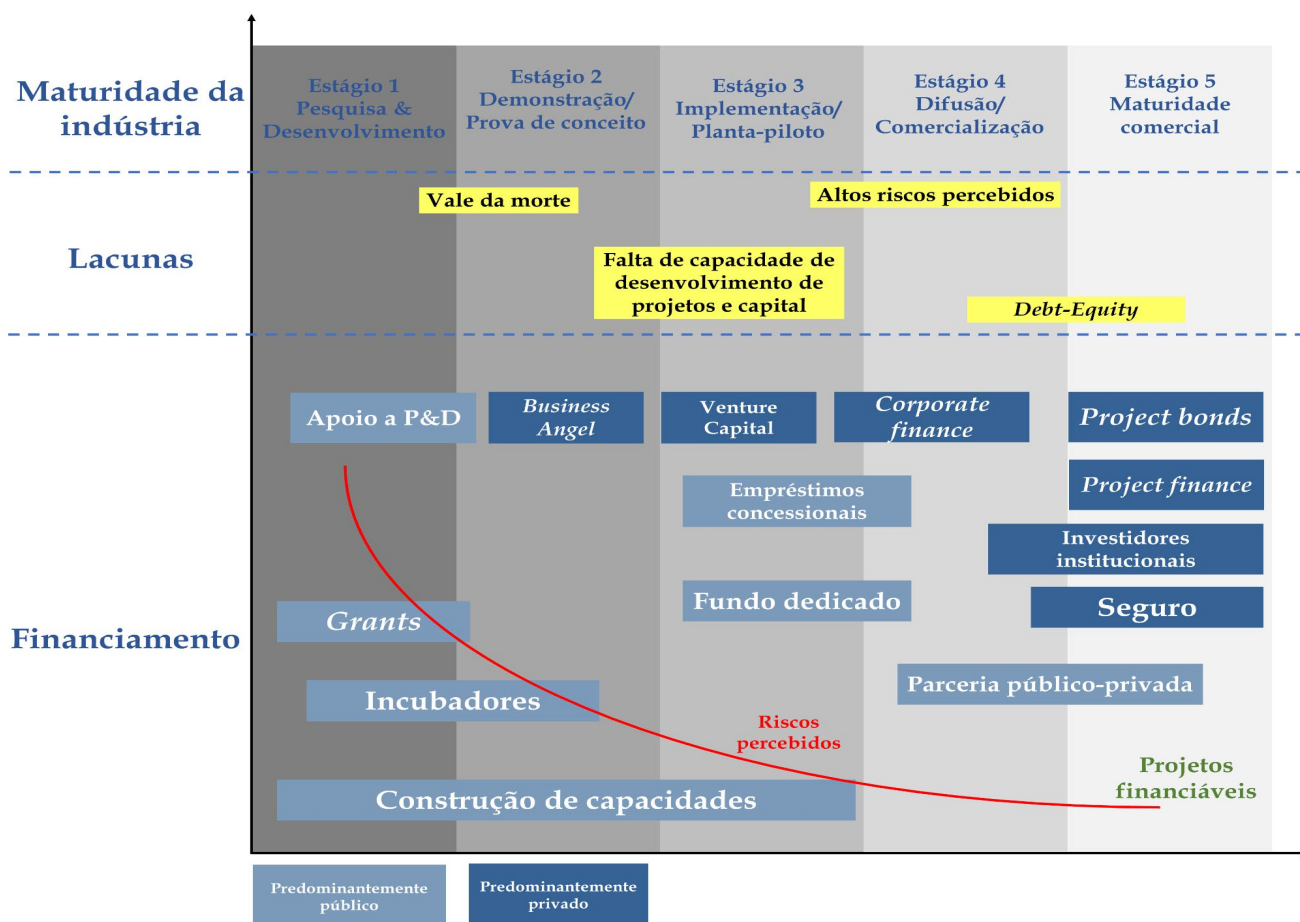 Maturidade da
indústria
Estágio 1
Pesquisa &
Desenvolvimento
Estágio 2
Demonstração/
Prova de conceito
Estágio 3
Implementação/
Planta-piloto
Estágio 4
Difusão/
Comercialização
Estágio 5
Maturidade
comercial
Lacunas
Vale da morte
Altos riscos percebidos
Falta de capacidade de
desenvolvimento de
projetos e capital
Debt-Equity
Financiamento
Apoio a P&D
Business
Angel
Venture
Capital
Corporate
finance
Project bonds
Empréstimos
concessionais
Project finance
Investidores
institucionais
Grants
Fundo dedicado
Seguro
Incubadores
Parceria público-privada
Riscos
percebidos
Construção de capacidades
Projetos
financiáveis
Predominantemente
público
Predominantemente
privado